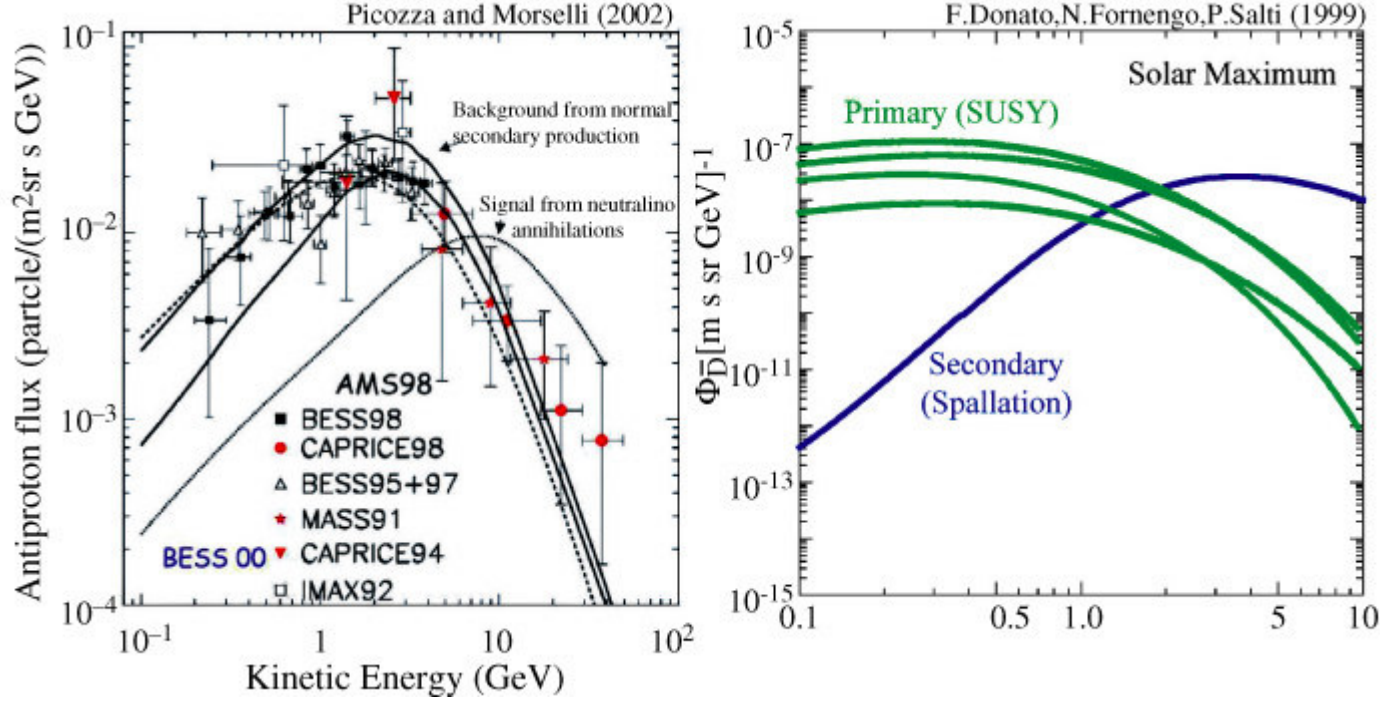 Picozza and Morselli (2002)
Antiproton flux (partcle/(m²sr s GeV))
10⁻¹
10⁻²
10⁻³
10⁻⁴
Background from normal
secondary production
Signal from neutralino
annihilations
AMS98
BESS98
CAPRICE98
BESS95+97
MASS91
BESS 00
CAPRICE94
IMAX92
10⁻¹ 1 10 10²
Kinetic Energy (GeV)
F.Donato,N.Fornengo,P.Salti (1999)
Φ_D̅[m s sr GeV]⁻¹
10⁻⁵
10⁻⁷
10⁻⁹
10⁻¹¹
10⁻¹³
10⁻¹⁵
Solar Maximum
Primary (SUSY)
Secondary
(Spallation)
0.1 0.5 1.0 5 10